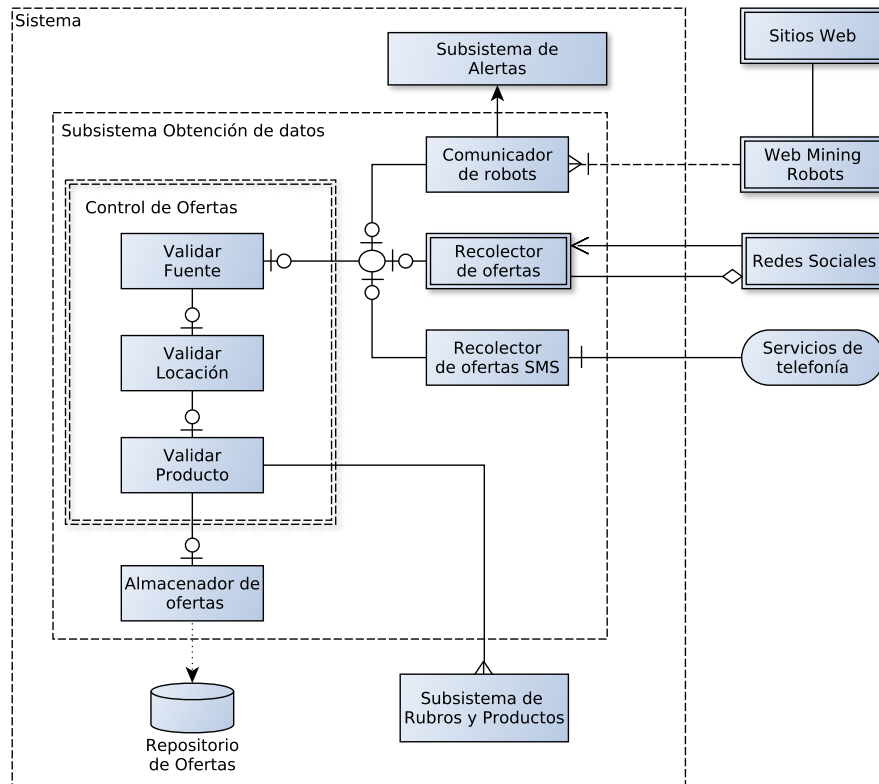 Sistema
Subsistema de
Alertas
Sitios Web
Subsistema Obtención de datos
Comunicador
de robots
Web Mining
Robots
Control de Ofertas
Validar
Fuente
Recolector
de ofertas
Redes Sociales
Validar
Locación
Recolector
de ofertas SMS
Servicios de
telefonía
Validar
Producto
Almacenador de
ofertas
Subsistema de
Rubros y Productos
Repositorio
de Ofertas